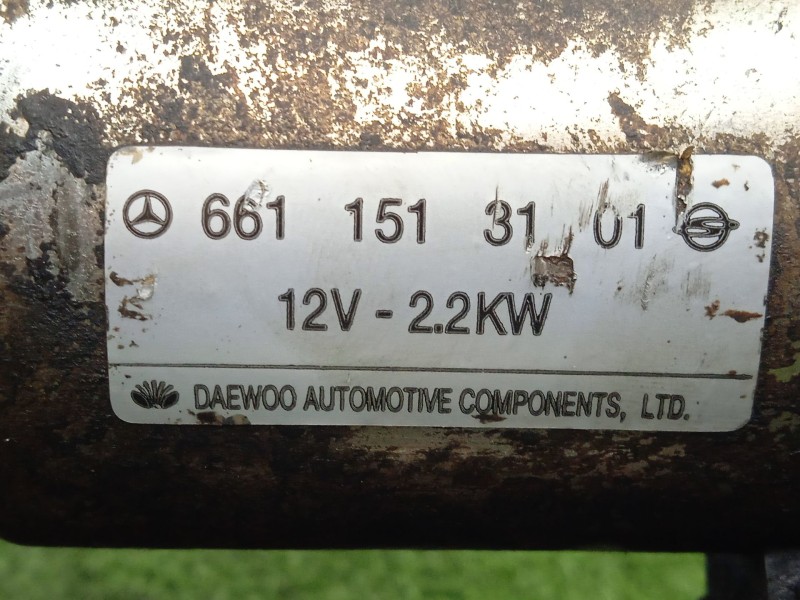 661 151 31 01
12V - 2.2KW
DAEWOO AUTOMOTIVE COMPONENTS, LTD.